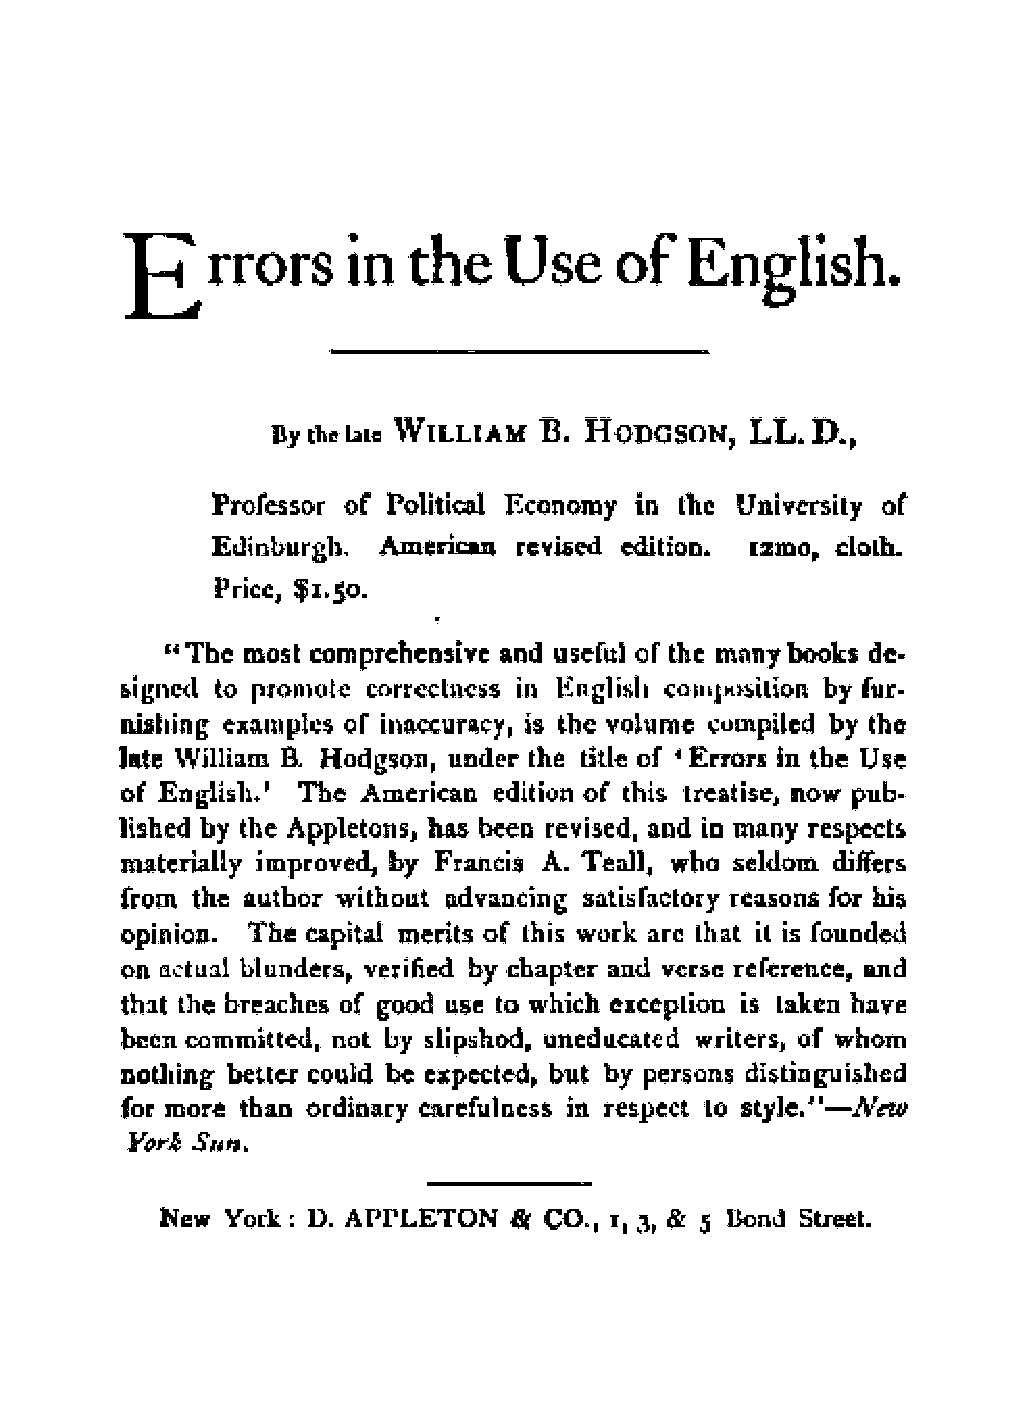 Errors in the Use of English.
By the late WILLIAM B. HODGSON, LL. D.,
Professor of Political Economy in the University of
Edinburgh. American revised edition. 12mo, cloth.
Price, $1.50.
“The most comprehensive and useful of the many books de-
signed to promote correctness in English composition by fur-
nishing examples of inaccuracy, is the volume compiled by the
late William B. Hodgson, under the title of ‘Errors in the Use
of English.’ The American edition of this treatise, now pub-
lished by the Appletons, has been revised, and in many respects
materially improved, by Francis A. Teall, who seldom differs
from the author without advancing satisfactory reasons for his
opinion. The capital merits of this work are that it is founded
on actual blunders, verified by chapter and verse reference, and
that the breaches of good use to which exception is taken have
been committed, not by slipshod, uneducated writers, of whom
nothing better could be expected, but by persons distinguished
for more than ordinary carefulness in respect to style.”—New
York Sun.
New York: D. APPLETON & CO., 1, 3, & 5 Bond Street.